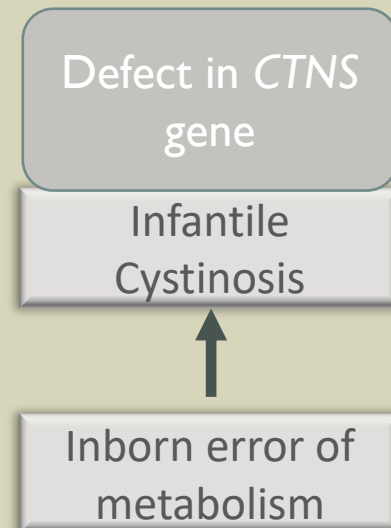 Defect in CTNS
gene
Infantile
Cystinosis
Inborn error of
metabolism